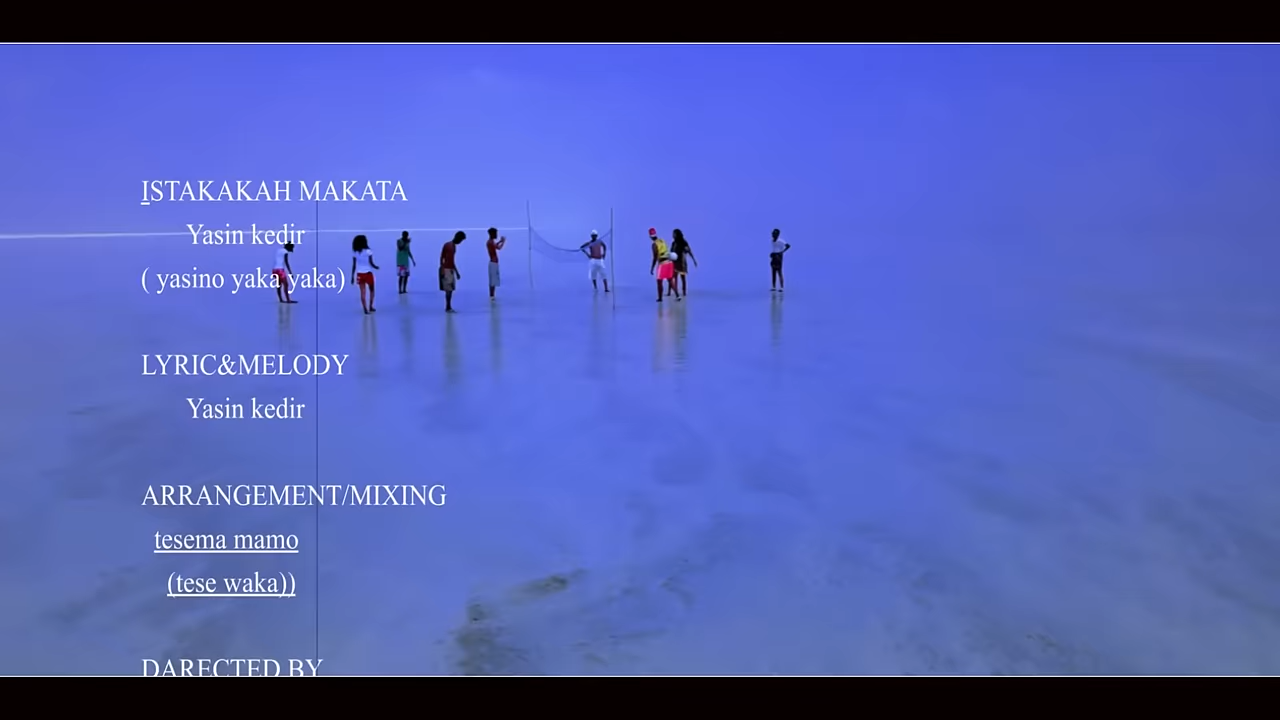 ISTAKAKAH MAKATA
Yasin kedir
( yasino yaka yaka)
LYRIC&MELODY
Yasin kedir
ARRANGEMENT/MIXING
tesema mamo
(tese waka))
DARECTED BY